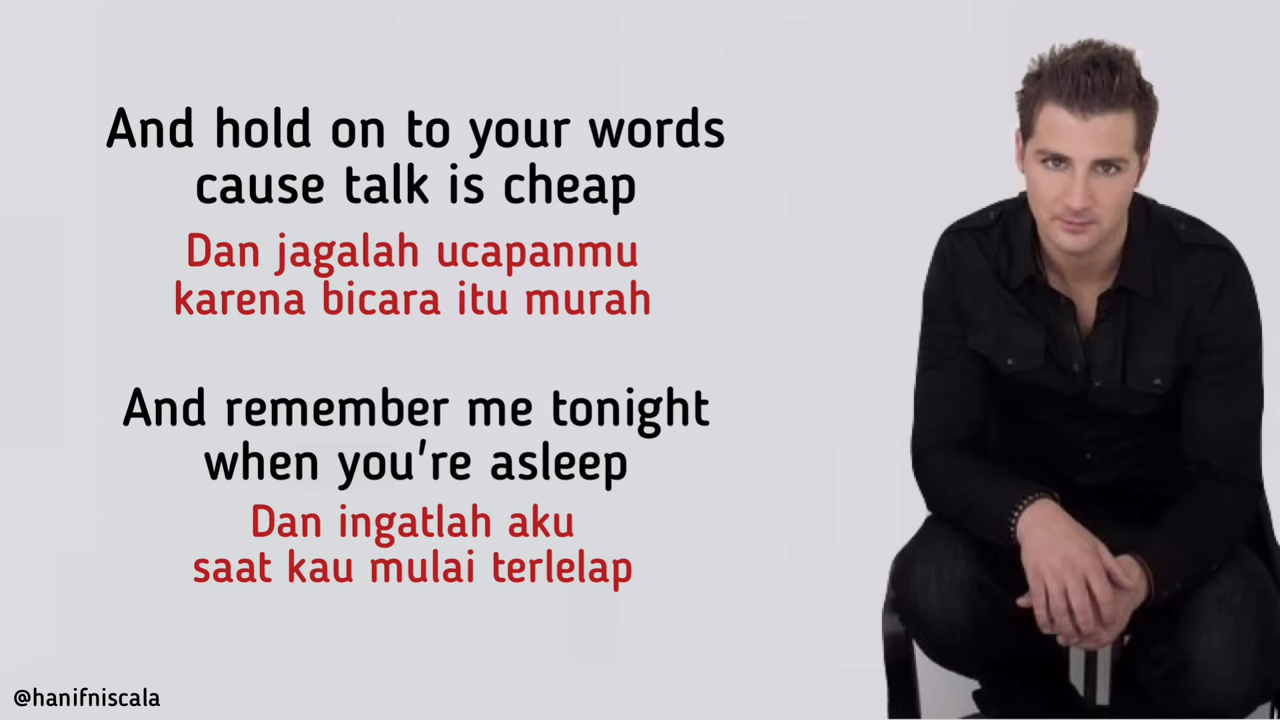 And hold on to your words
cause talk is cheap
Dan jagalah ucapanmu
karena bicara itu murah
And remember me tonight
when you're asleep
Dan ingatlah aku
saat kau mulai terlelap
@hanifniscala